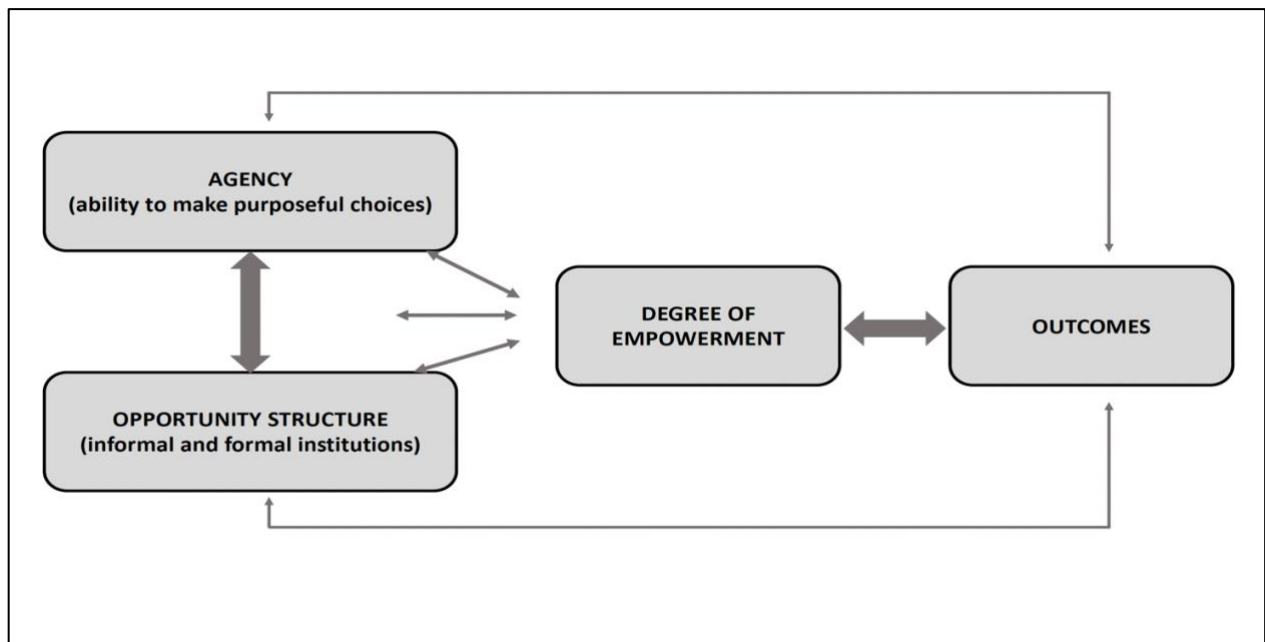 AGENCY
(ability to make purposeful choices)
DEGREE OF
EMPOWERMENT
OUTCOMES
OPPORTUNITY STRUCTURE
(informal and formal institutions)